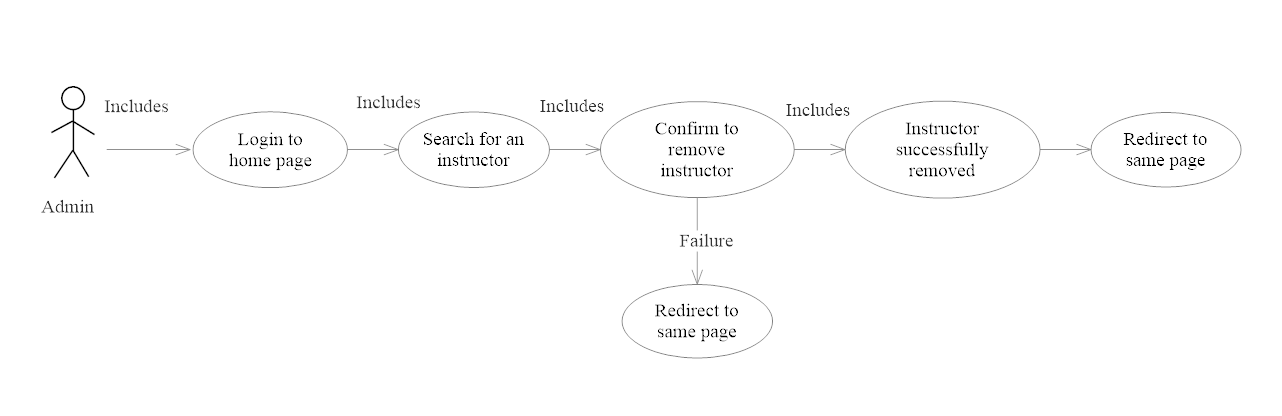 Includes
Includes
Includes
Includes
Login to
home page
Search for an
instructor
Confirm to
remove
instructor
Instructor
successfully
removed
Redirect to
same page
Admin
Failure
Redirect to
same page